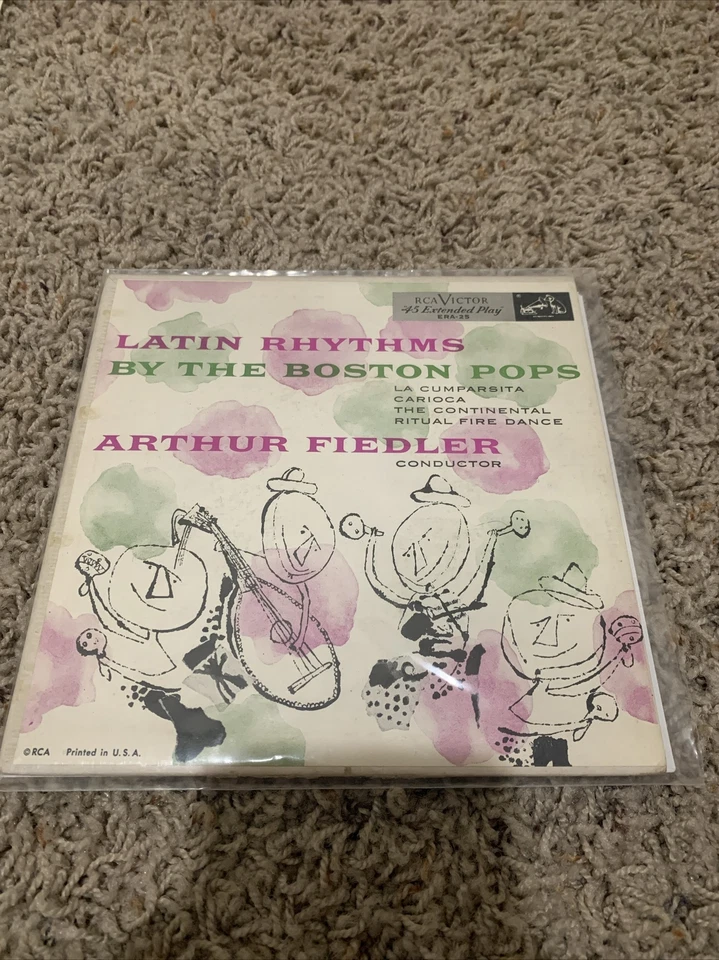 RCA VICTOR
"45 Extended Play"
ERA-25
LATIN RHYTHMS
BY THE BOSTON POPS
LA CUMPARSITA
CARIOCA
THE CONTINENTAL
RITUAL FIRE DANCE
ARTHUR FIEDLER
CONDUCTOR
© RCA Printed in U. S. A.